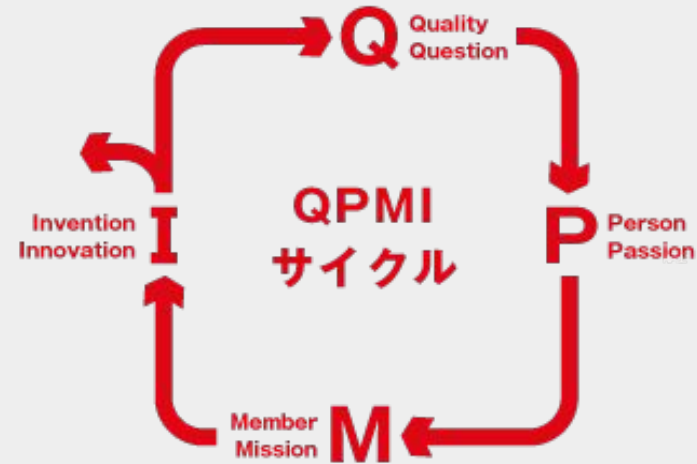 Q Quality
Question
P Person
Passion
QPMI
サイクル
I Invention
Innovation
M Member
Mission